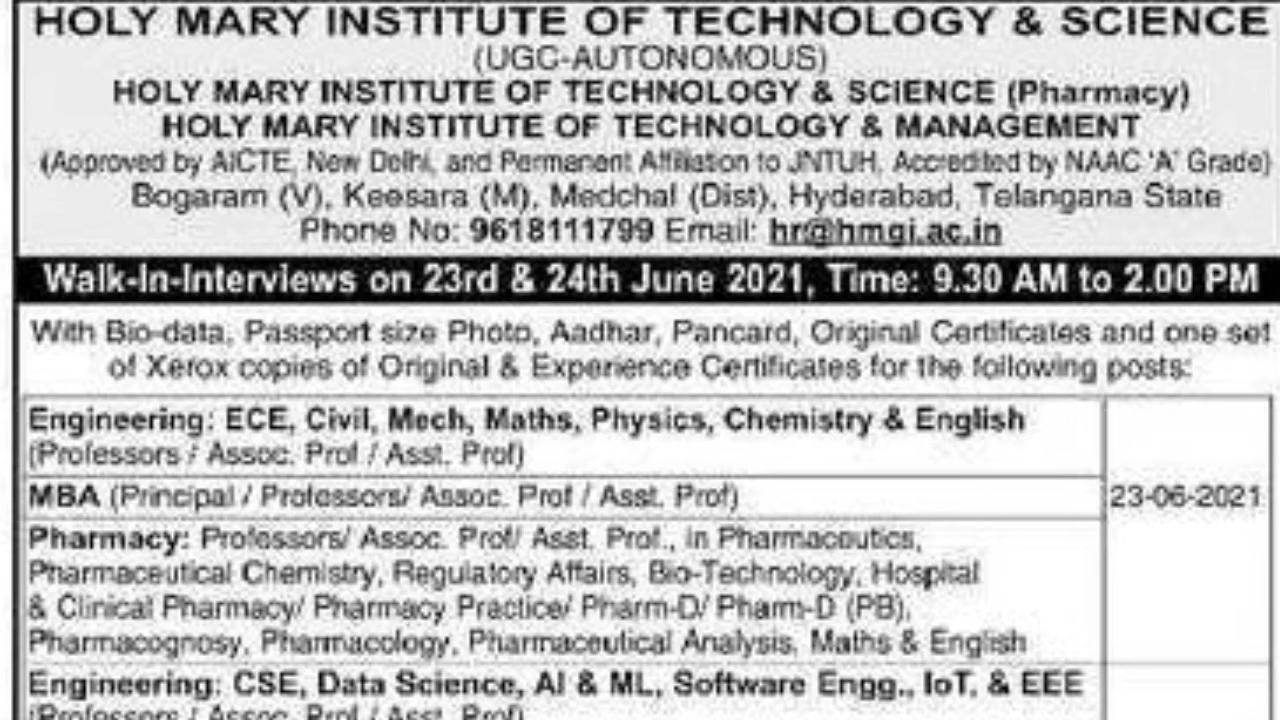 HOLY MARY INSTITUTE OF TECHNOLOGY & SCIENCE
(UGC-AUTONOMOUS)
HOLY MARY INSTITUTE OF TECHNOLOGY & SCIENCE (Pharmacy)
HOLY MARY INSTITUTE OF TECHNOLOGY & MANAGEMENT
(Approved by AICTE, New Delhi, and Permanent Affiliation to JNTUH, Accredited by NAAC 'A' Grade)
Bogaram (V), Keesara (M), Medchal (Dist), Hyderabad, Telangana State
Phone No: 9618111799 Email: hr@hmgi.ac.in
Walk-In-Interviews on 23rd & 24th June 2021, Time: 9.30 AM to 2.00 PM
With Bio-data, Passport size Photo, Aadhar, Pancard, Original Certificates and one set
of Xerox copies of Original & Experience Certificates for the following posts:
Engineering: ECE, Civil, Mech, Maths, Physics, Chemistry & English
(Professors / Assoc. Prof / Asst. Prof)
MBA (Principal / Professors/ Assoc. Prof / Asst. Prof)
23-06-2021
Pharmacy: Professors/ Assoc. Prof/ Asst. Prof., in Pharmaceutics,
Pharmaceutical Chemistry, Regulatory Affairs, Bio-Technology, Hospital
& Clinical Pharmacy/ Pharmacy Practice/ Pharm-D/ Pharm-D (PB),
Pharmacognosy, Pharmacology, Pharmaceutical Analysis, Maths & English
Engineering: CSE, Data Science, AI & ML, Software Engg., IoT, & EEE
(Professors / Assoc. Prof / Asst. Prof)